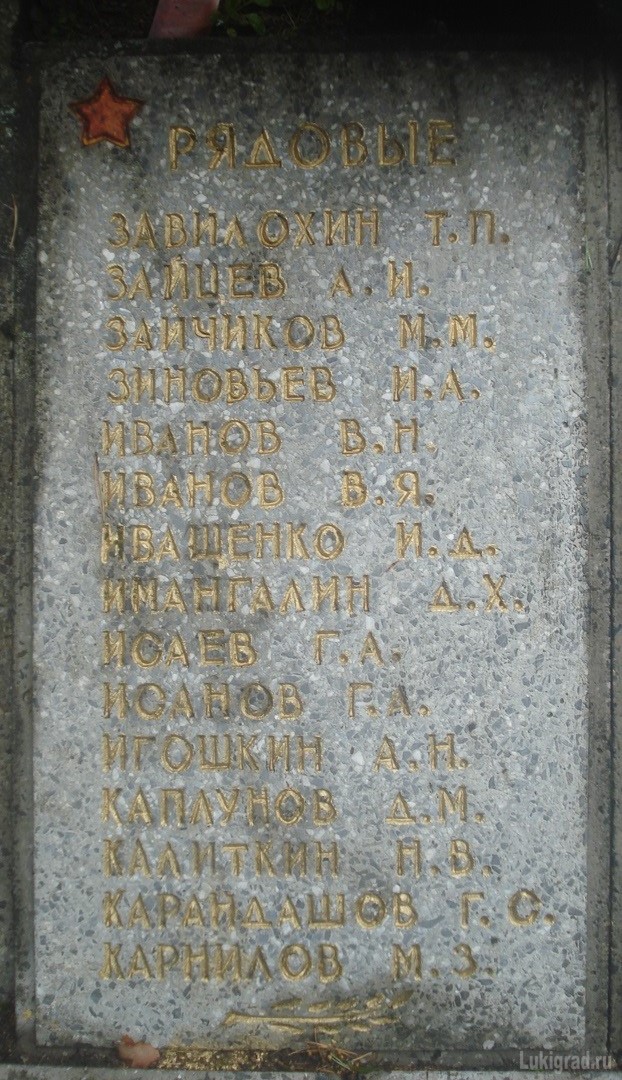 РЯДОВЫЕ
ЗАВИЛОХИН Т.П.
ЗАЙЦЕВ А.И.
ЗАЙЧИКОВ М.М.
ЗИНОВЬЕВ И.А.
ИВАНОВ В.Н.
ИВАНОВ В.Я.
ИВАЩЕНКО И.Д.
ИМАНГАЛИН Д.Х.
ИСАЕВ Г.А.
ИСАНОВ Г.А.
ИГОШКИН А.Н.
КАПЛУНОВ Д.М.
КАЛИТКИН Н.В.
КАРАНДАШОВ Г.С.
КАРНИЛОВ М.З.
Lukigrad.ru